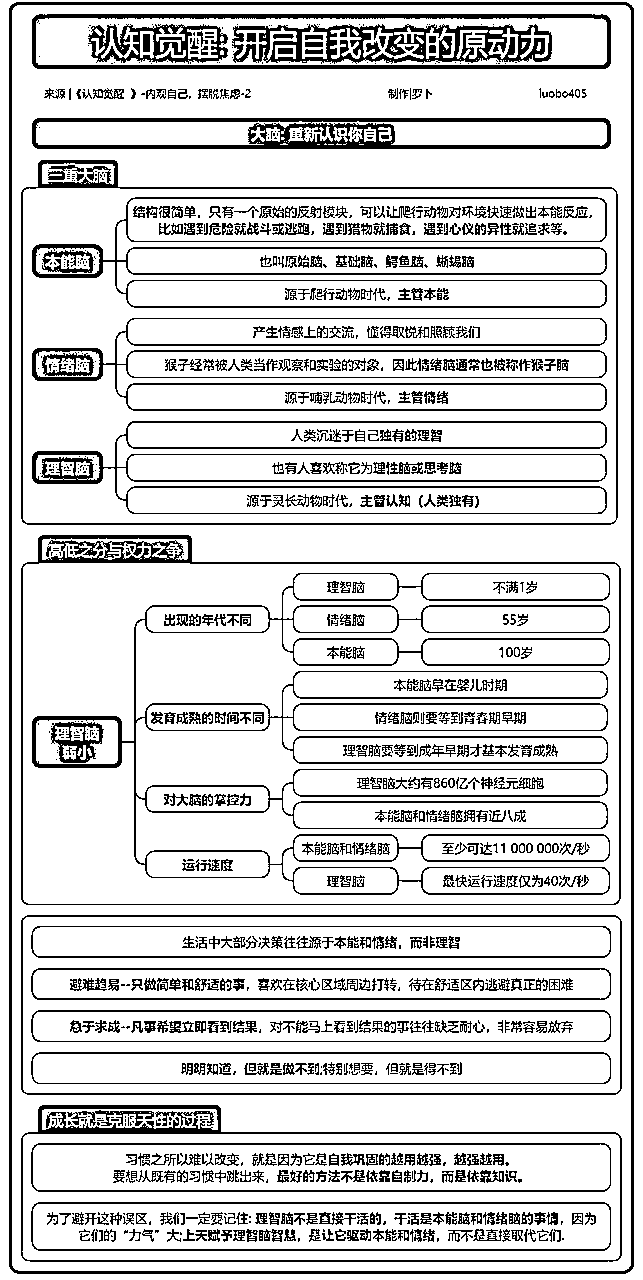 认知觉醒: 开启自我改变的原动力
来源 |《认知觉醒 》-内观自己，摆脱焦虑-2 制作|罗卜 luobo405
大脑: 重新认识你自己
三重大脑
结构很简单，只有一个原始的反射模块，可以让爬行动物对环境快速做出本能反应，
比如遇到危险就战斗或逃跑，遇到猎物就捕食，遇到心仪的异性就追求等。
本能脑
也叫原始脑、基础脑、鳄鱼脑、蜥蜴脑
源于爬行动物时代，主管本能
产生情感上的交流，懂得取悦和照顾我们
情绪脑
猴子经常被人类当作观察和实验的对象，因此情绪脑通常也被称作猴子脑
源于哺乳动物时代，主管情绪
人类沉迷于自己独有的理智
理智脑
也有人喜欢称它为理性脑或思考脑
源于灵长动物时代，主管认知（人类独有）
高低之分与权力之争
理智脑
弱小
出现的年代不同
理智脑 不满1岁
情绪脑 55岁
本能脑 100岁
发育成熟的时间不同
本能脑早在婴儿时期
情绪脑则要等到青春期早期
理智脑要等到成年早期才基本发育成熟
对大脑的掌控力
理智脑大约有860亿个神经元细胞
本能脑和情绪脑拥有近八成
运行速度
本能脑和情绪脑 至少可达11 000 000次/秒
理智脑 最快运行速度仅为40次/秒
生活中大部分决策往往源于本能和情绪，而非理智
避难趋易--只做简单和舒适的事，喜欢在核心区域周边打转，待在舒适区内逃避真正的困难
急于求成--凡事希望立即看到结果，对不能马上看到结果的事往往缺乏耐心，非常容易放弃
明明知道，但就是做不到;特别想要，但就是得不到
成长就是克服天性的过程
习惯之所以难以改变，就是因为它是自我巩固的越用越强，越强越用。
要想从既有的习惯中跳出来，最好的方法不是依靠自制力，而是依靠知识。
为了避开这种误区，我们一定要记住: 理智脑不是直接干活的，干活是本能脑和情绪脑的事情，因为
它们的“力气”大;上天赋予理智脑智慧，是让它驱动本能和情绪，而不是直接取代它们.